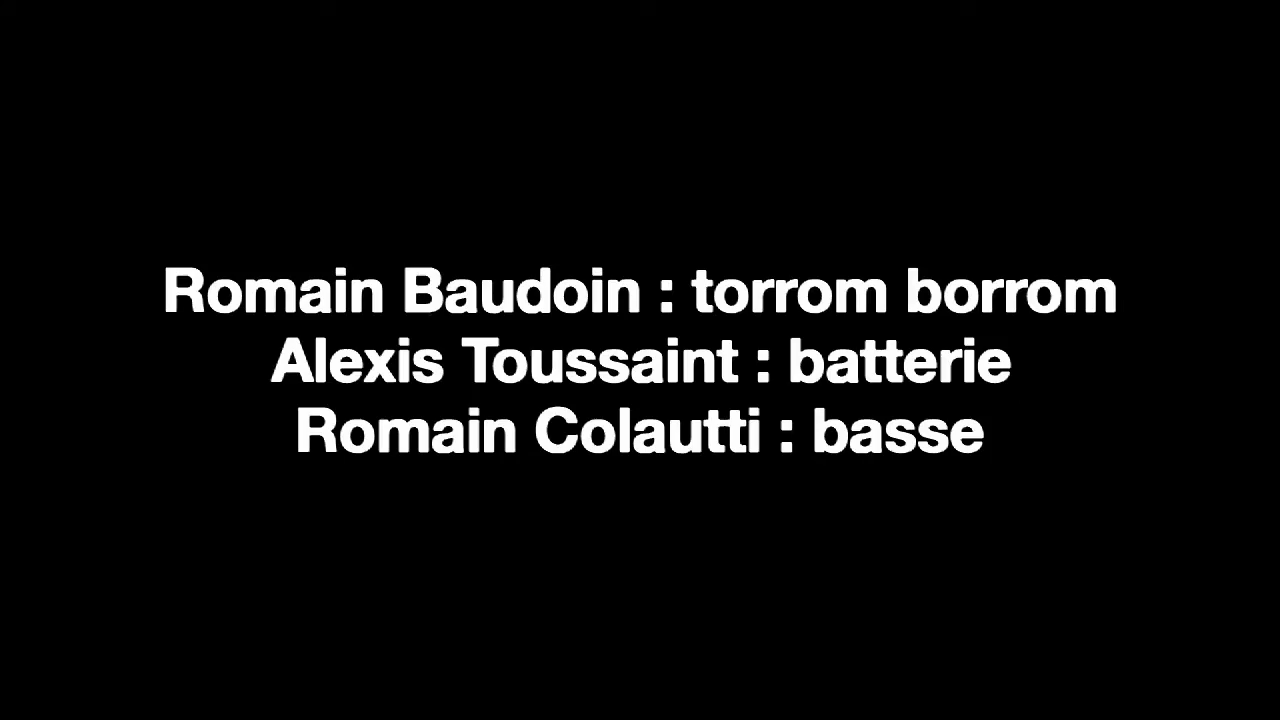 Romain Baudoin : torrom borrom
Alexis Toussaint : batterie
Romain Colautti : basse